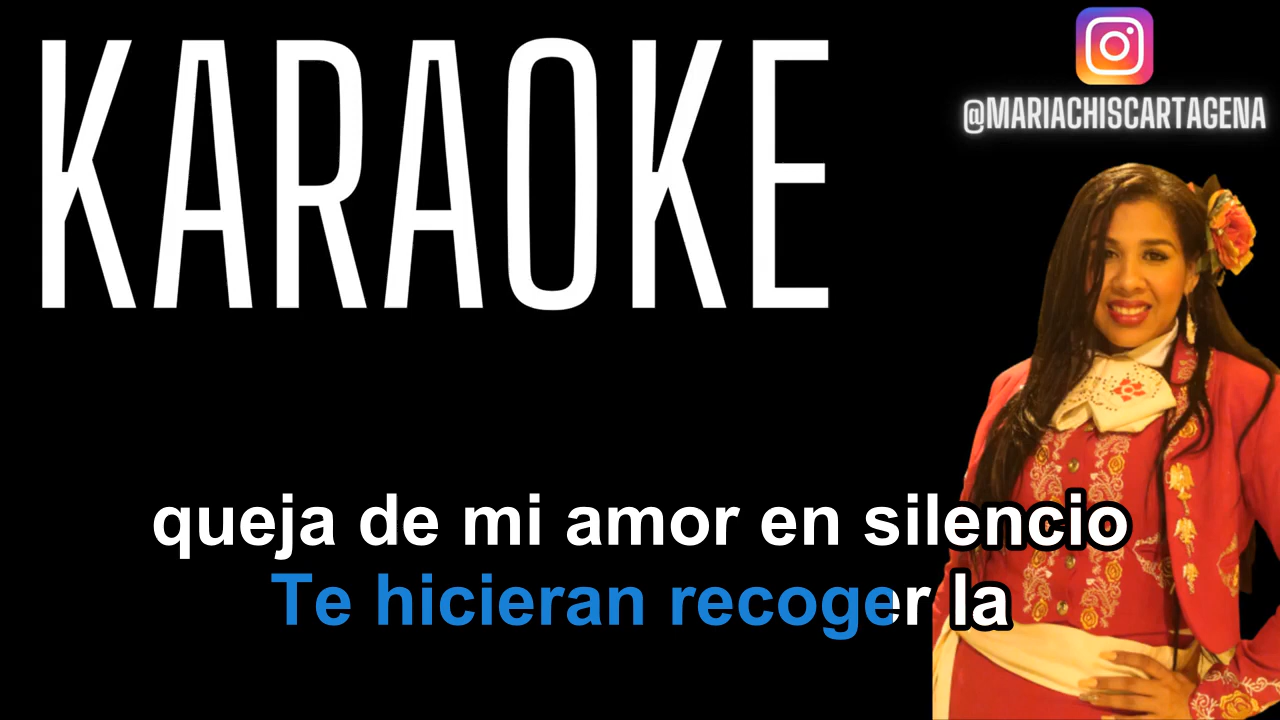 KARAOKE
@MARIACHISCARTAGENA
queja de mi amor en silencio
Te hicieran recoger la